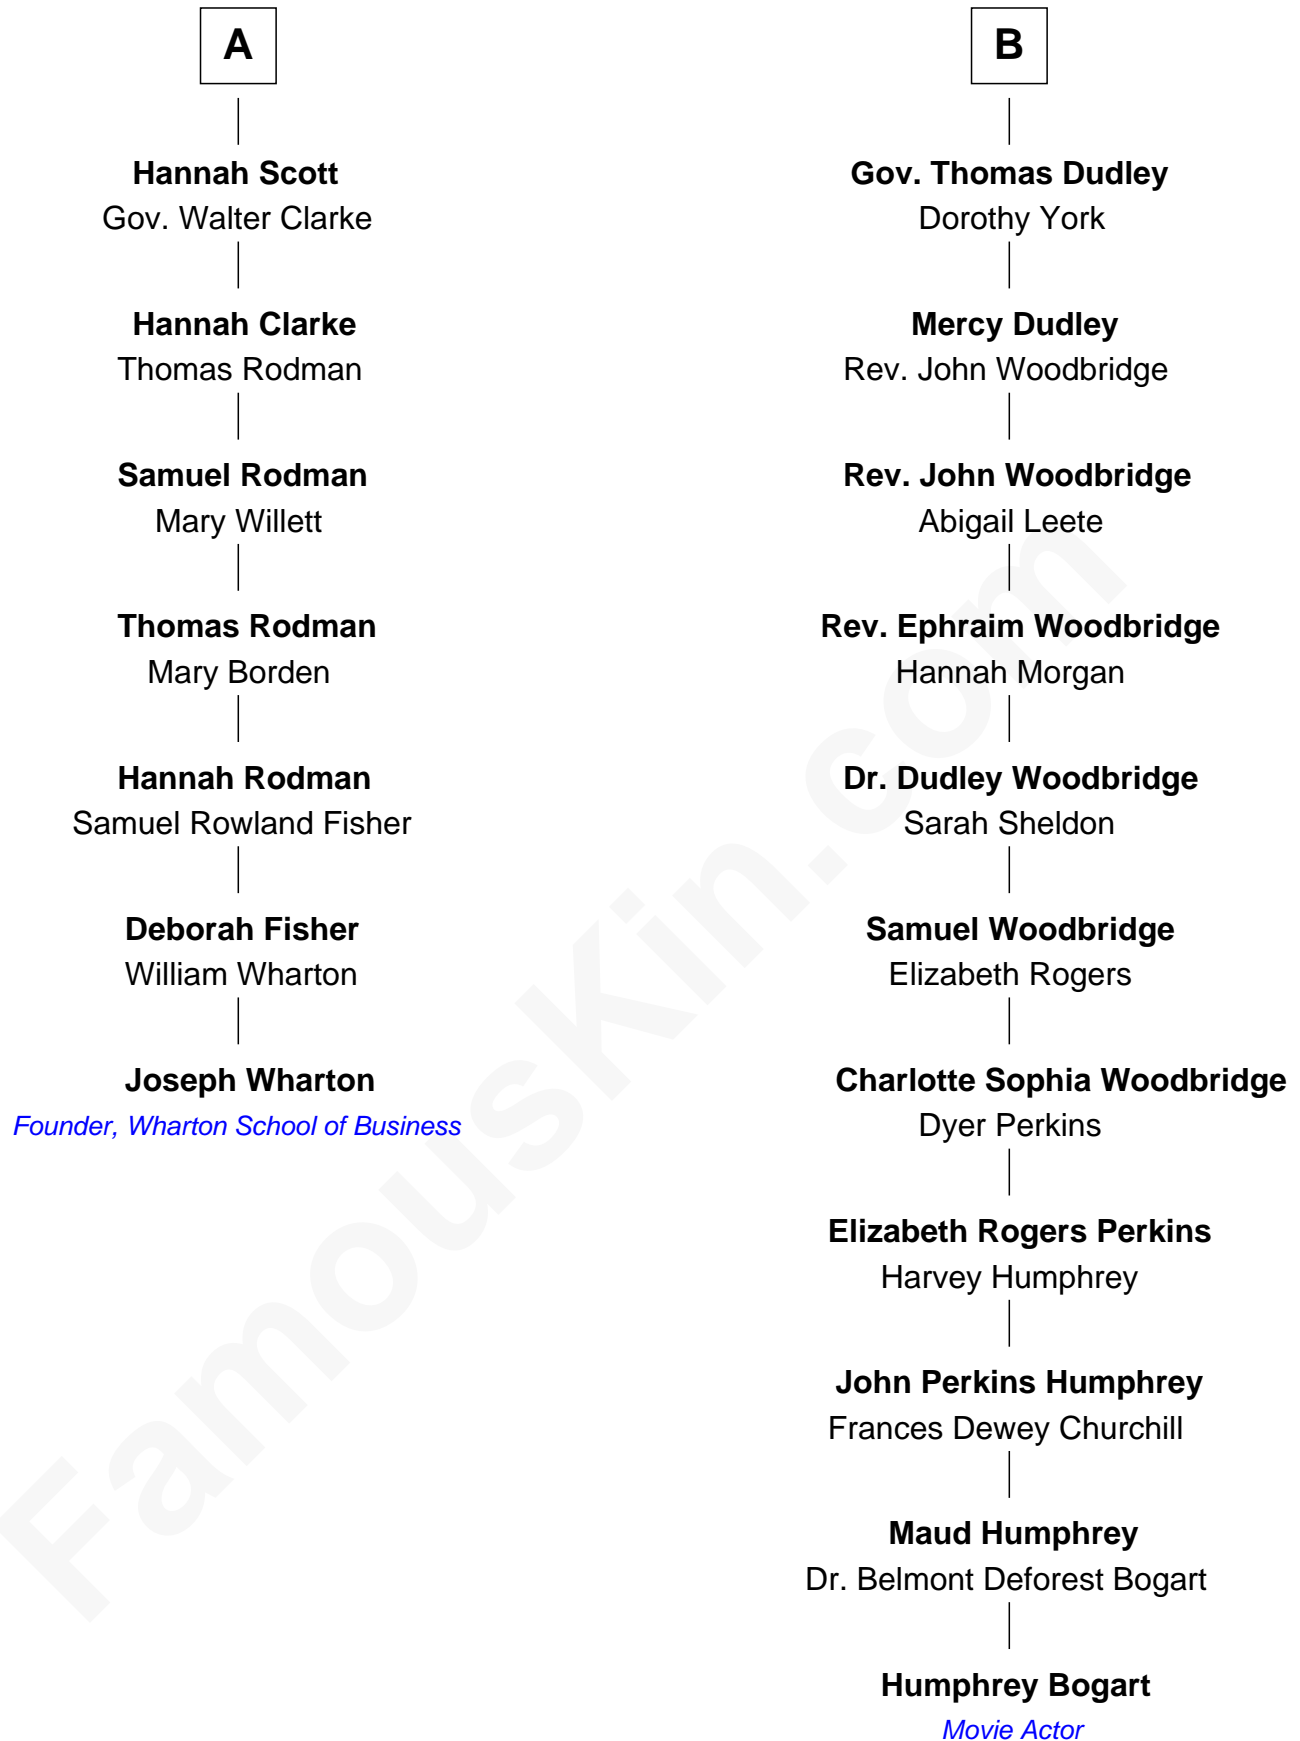 A
Hannah Scott
Gov. Walter Clarke
Hannah Clarke
Thomas Rodman
Samuel Rodman
Mary Willett
Thomas Rodman
Mary Borden
Hannah Rodman
Samuel Rowland Fisher
Deborah Fisher
William Wharton
Joseph Wharton
Founder, Wharton School of Business
B
Gov. Thomas Dudley
Dorothy York
Mercy Dudley
Rev. John Woodbridge
Rev. John Woodbridge
Abigail Leete
Rev. Ephraim Woodbridge
Hannah Morgan
Dr. Dudley Woodbridge
Sarah Sheldon
Samuel Woodbridge
Elizabeth Rogers
Charlotte Sophia Woodbridge
Dyer Perkins
Elizabeth Rogers Perkins
Harvey Humphrey
John Perkins Humphrey
Frances Dewey Churchill
Maud Humphrey
Dr. Belmont Deforest Bogart
Humphrey Bogart
Movie Actor
FamousKin.com